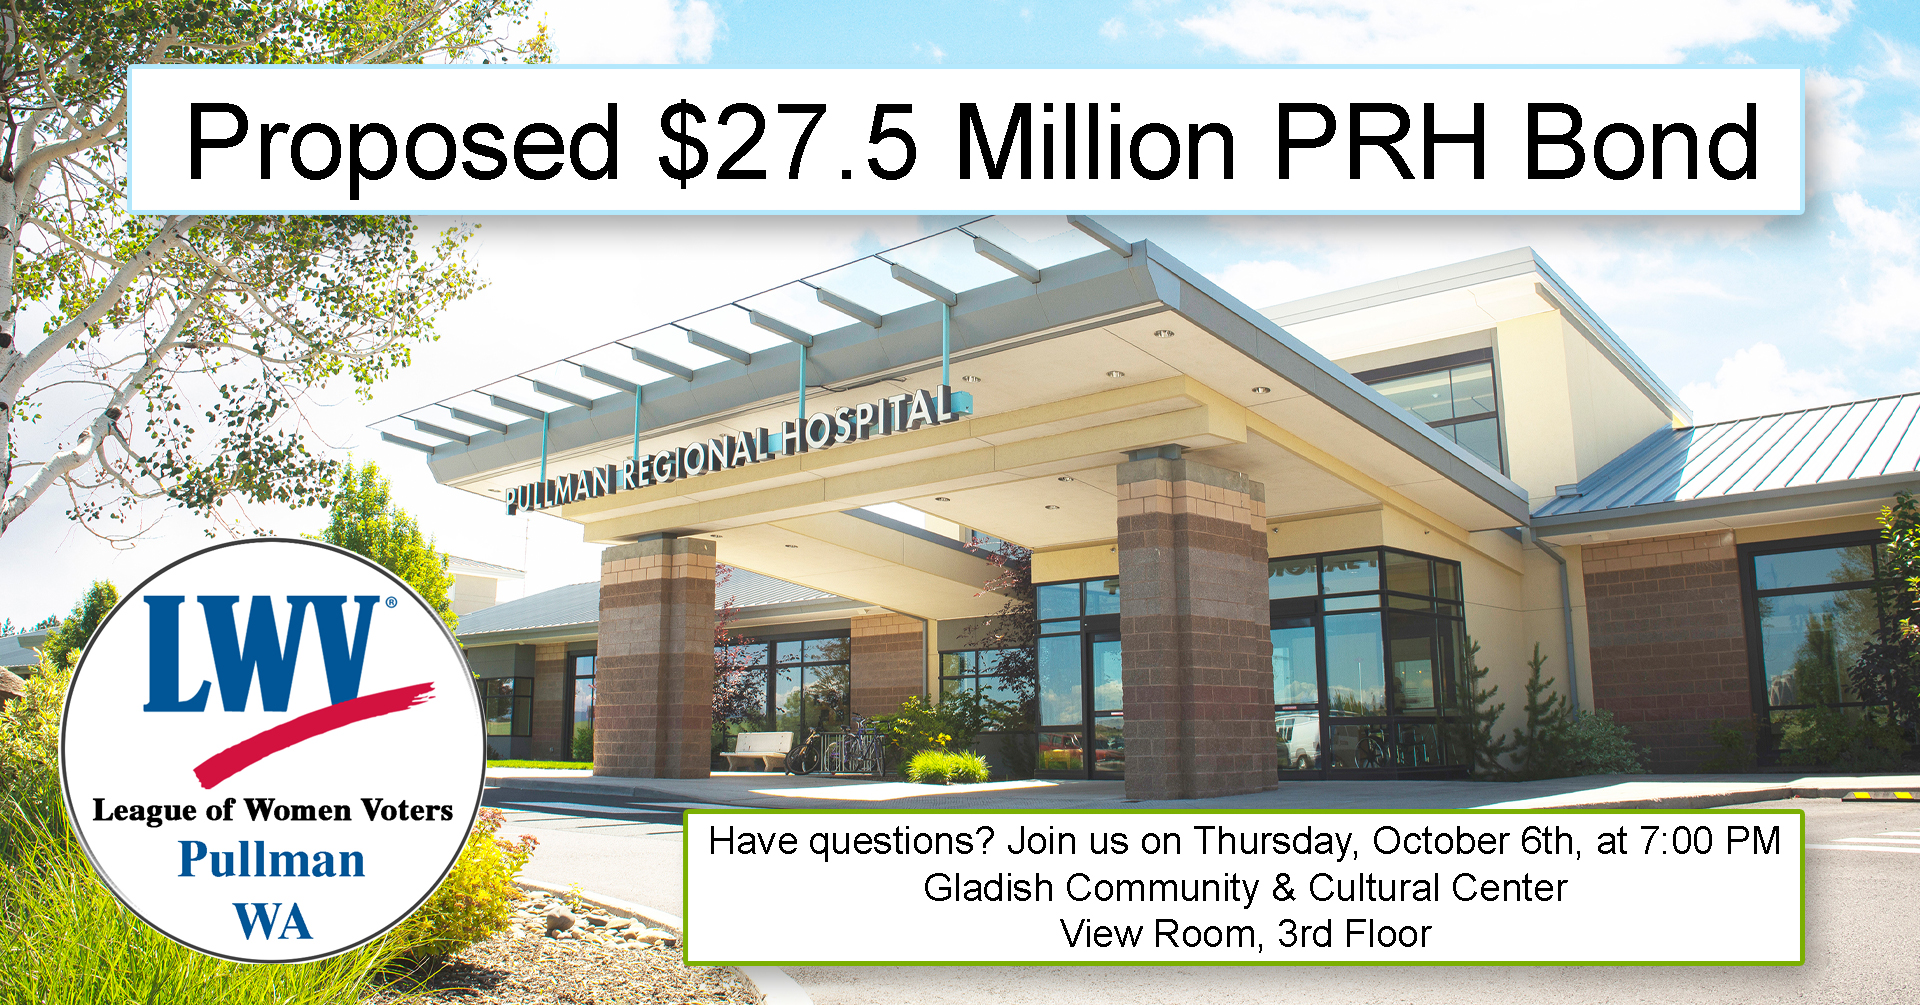 Proposed $27.5 Million PRH Bond
PULLMAN REGIONAL HOSPITAL
LWV®
League of Women Voters
Pullman
WA
Have questions? Join us on Thursday, October 6th, at 7:00 PM
Gladish Community & Cultural Center
View Room, 3rd Floor